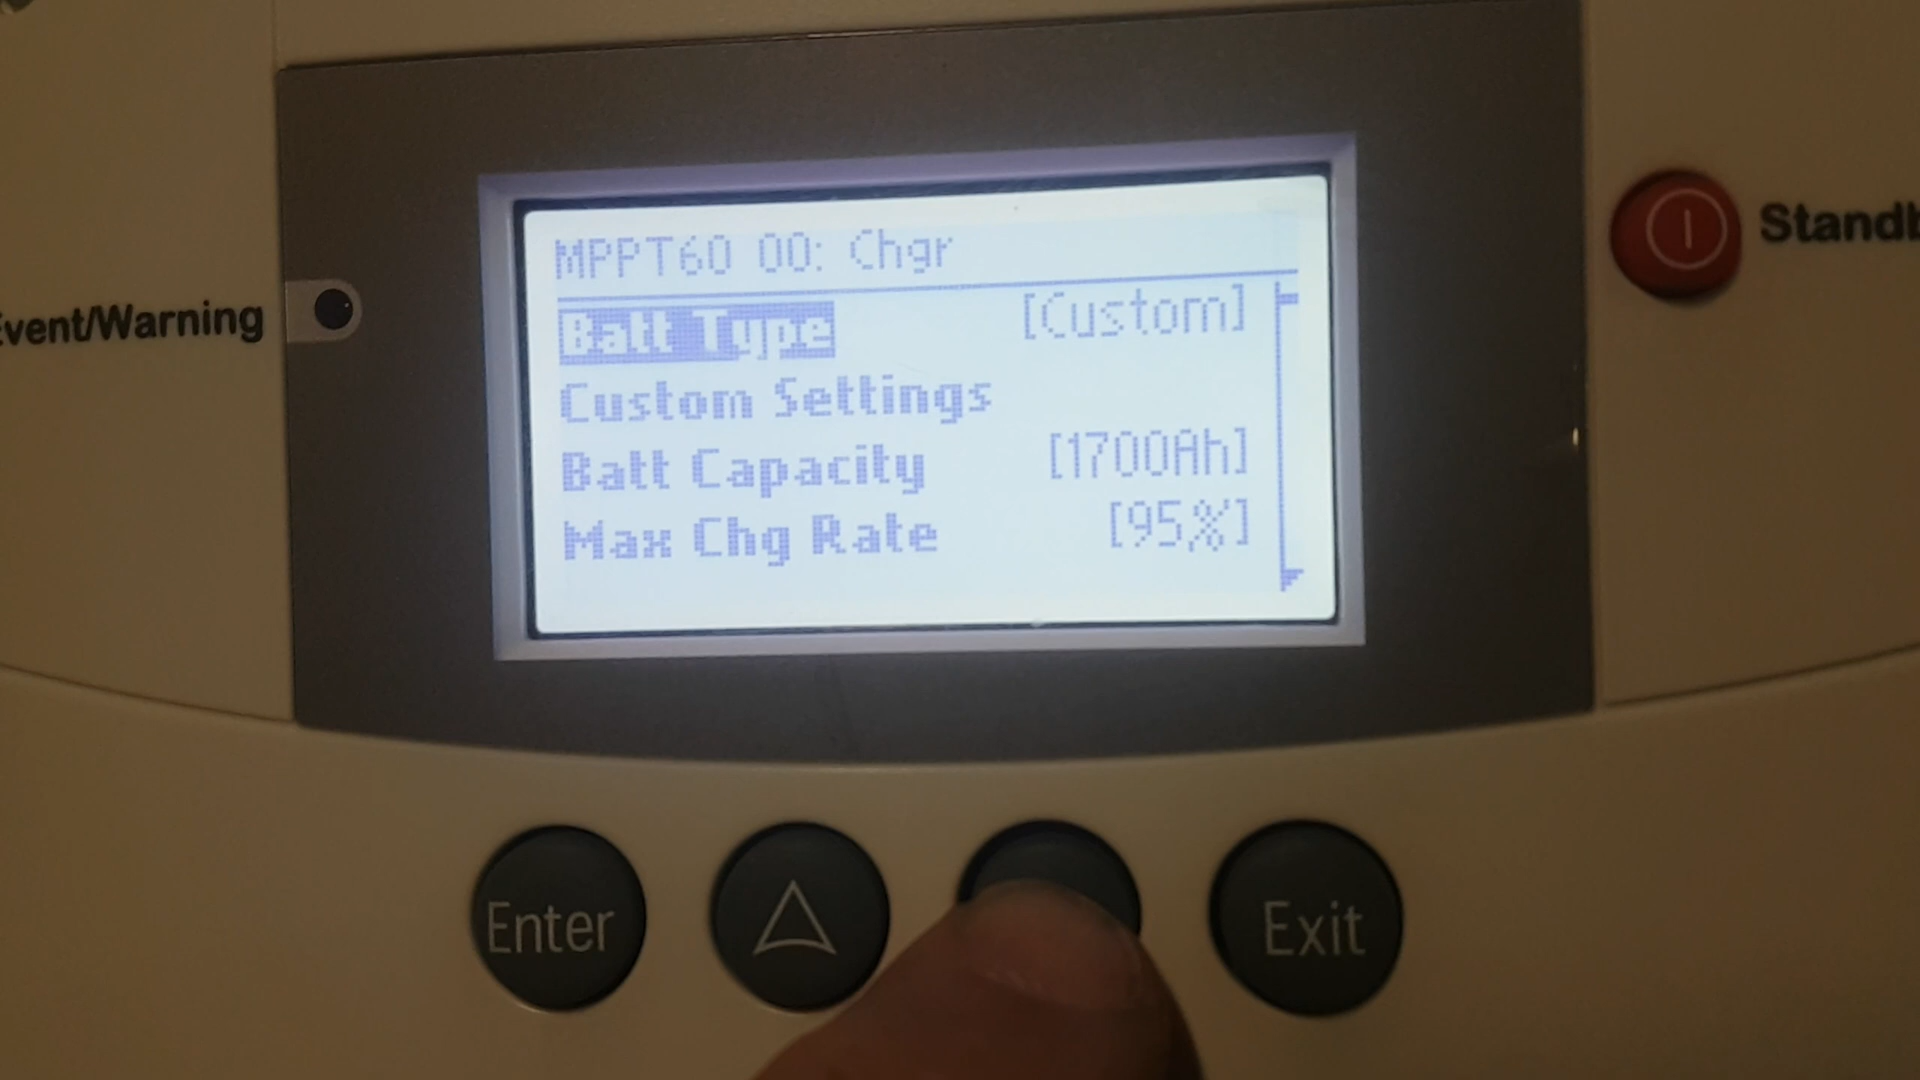 MPPT60 00: Chgr
Batt Type [Custom]
Custom Settings
Batt Capacity [1700Ah]
Max Chg Rate [95%]
Event/Warning
Standb
Enter
Exit